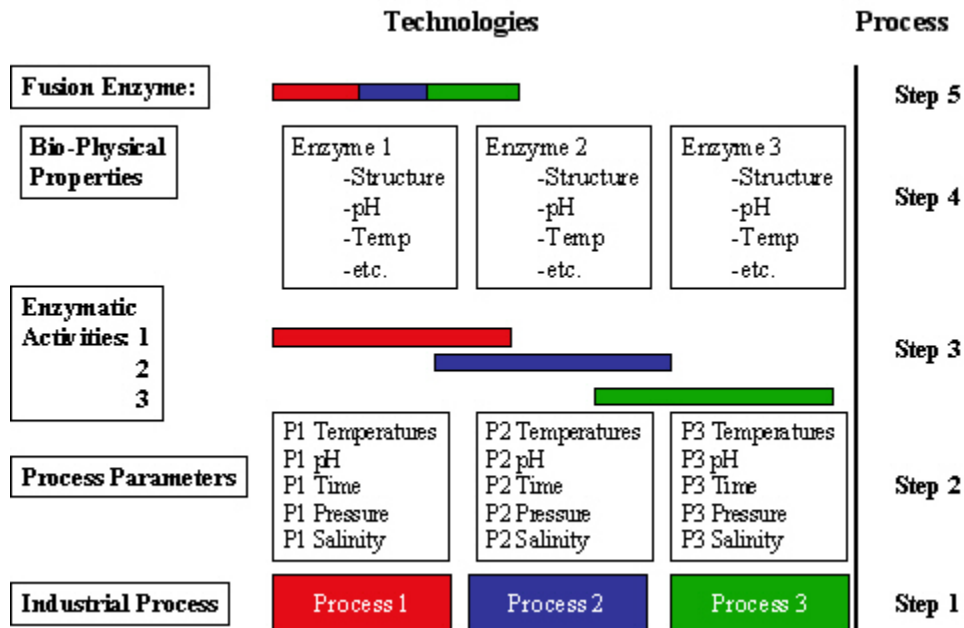 Technologies
Process
Fusion Enzyme:
Step 5
Bio-Physical
Properties
Enzyme 1
-Structure
-pH
-Temp
-etc.
Enzyme 2
-Structure
-pH
-Temp
-etc.
Enzyme 3
-Structure
-pH
-Temp
-etc.
Step 4
Enzymatic
Activities: 1
2
3
Step 3
Process Parameters
P1 Temperatures
P1 pH
P1 Time
P1 Pressure
P1 Salinity
P2 Temperatures
P2 pH
P2 Time
P2 Pressure
P2 Salinity
P3 Temperatures
P3 pH
P3 Time
P3 Pressure
P3 Salinity
Step 2
Industrial Process
Process 1
Process 2
Process 3
Step 1